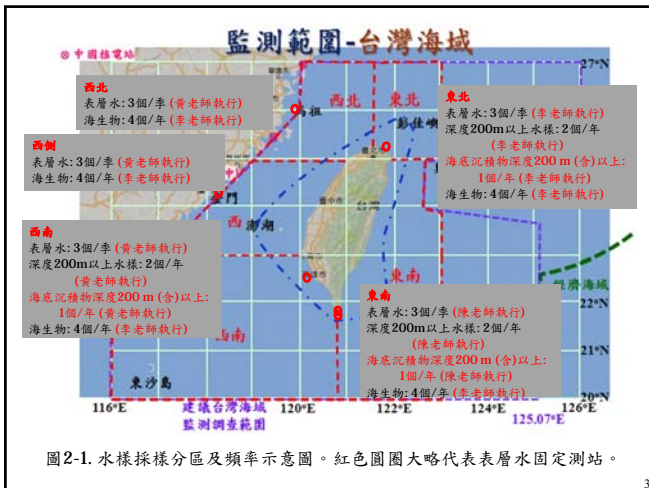 監測範圍-台灣海域
⊗中國核電站
27°N
西北
表層水: 3個/季 (黃老師執行)
海生物: 4個/年 (李老師執行)
馬祖
西北
東北
彭佳嶼
東北
表層水: 3個/季 (李老師執行)
深度200m以上水樣: 2個/年
(李老師執行)
海底沉積物深度200 m (含)以上:
1個/年 (李老師執行)
海生物: 4個/年 (李老師執行)
西側
表層水: 3個/季 (黃老師執行)
海生物: 4個/年 (李老師執行)
臺北市
金門
臺中市
台灣
西
澎湖
西南
表層水: 3個/季 (黃老師執行)
深度200m以上水樣: 2個/年
(黃老師執行)
海底沉積物深度200 m (含)以上:
1個/年 (黃老師執行)
海生物: 4個/年 (李老師執行)
雄市
東南
經濟海域
22°N
東南
表層水: 3個/季 (陳老師執行)
深度200m以上水樣: 2個/年
(陳老師執行)
海底沉積物深度200 m (含)以上:
1個/年 (陳老師執行)
海生物: 4個/年 (李老師執行)
西南
21°N
東沙島
20°N
116°E
120°E
122°E
124°E
126°E
建議台灣海域
監測調查範圍
125.07°E
圖2-1. 水樣採樣分區及頻率示意圖。紅色圓圈大略代表表層水固定測站。
3